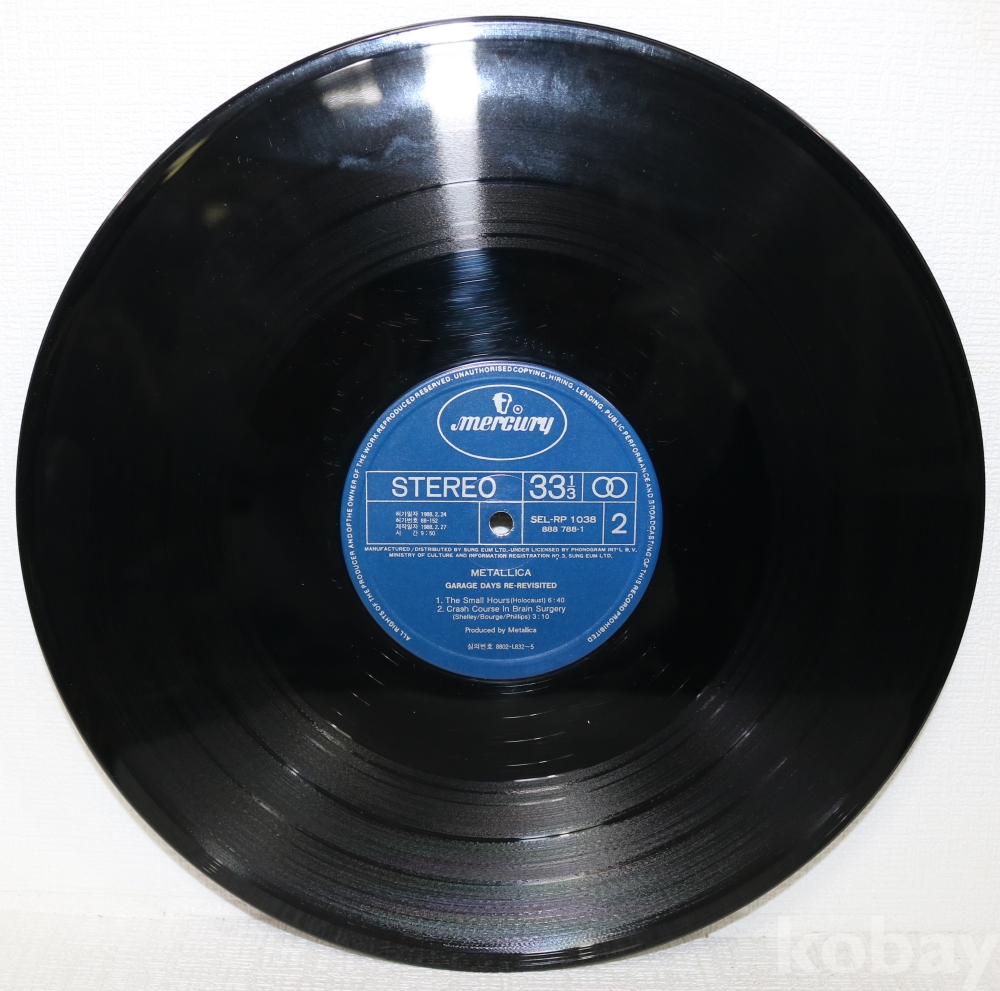 ALL RIGHTS OF THE PRODUCER AND OF THE OWNER OF THE WORK REPRODUCED RESERVED. UNAUTHORISED COPYING, HIRING, LENDING, PUBLIC PERFORMANCE AND BROADCASTING OF THIS RECORD PROHIBITED
mercury
STEREO 33 1/3
허가일자 1988. 2. 24
허가번호 88-152
제작일자 1988. 2. 27
시 간 9 : 50
SEL-RP 1038
888 788-1
2
MANUFACTURED/DISTRIBUTED BY SUNG EUM LTD.,-UNDER LICENSED BY PHONOGRAM INT'L B.V.
MINISTRY OF CULTURE AND INFORMATION REGISTRATION NO.3, SUNG EUM LTD.,
METALLICA
GARAGE DAYS RE-REVISITED
1. The Small Hours(Holocaust) 6:40
2. Crash Course In Brain Surgery
(Shelley/Bourge/Phillips) 3:10
Produced by Metallica
심의번호 8802-L832-5
kobay